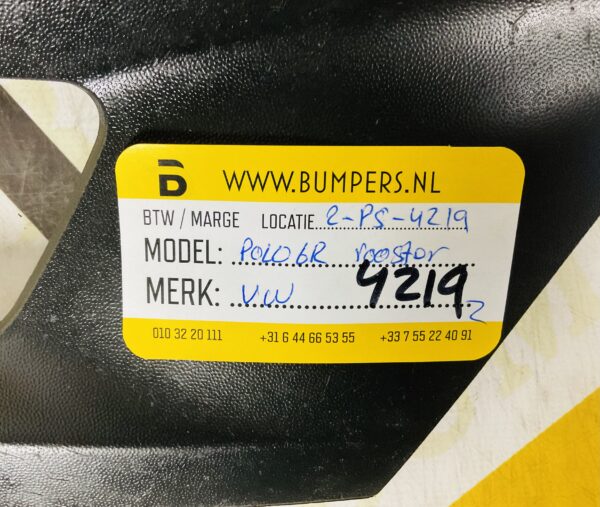 B WWW.BUMPERS.NL
BTW / MARGE LOCATIE 2-PS-4219
MODEL: POLO 6R rooster
MERK: VW 4219 2
010 32 20 111 +31 6 44 66 53 55 +33 7 55 22 40 91